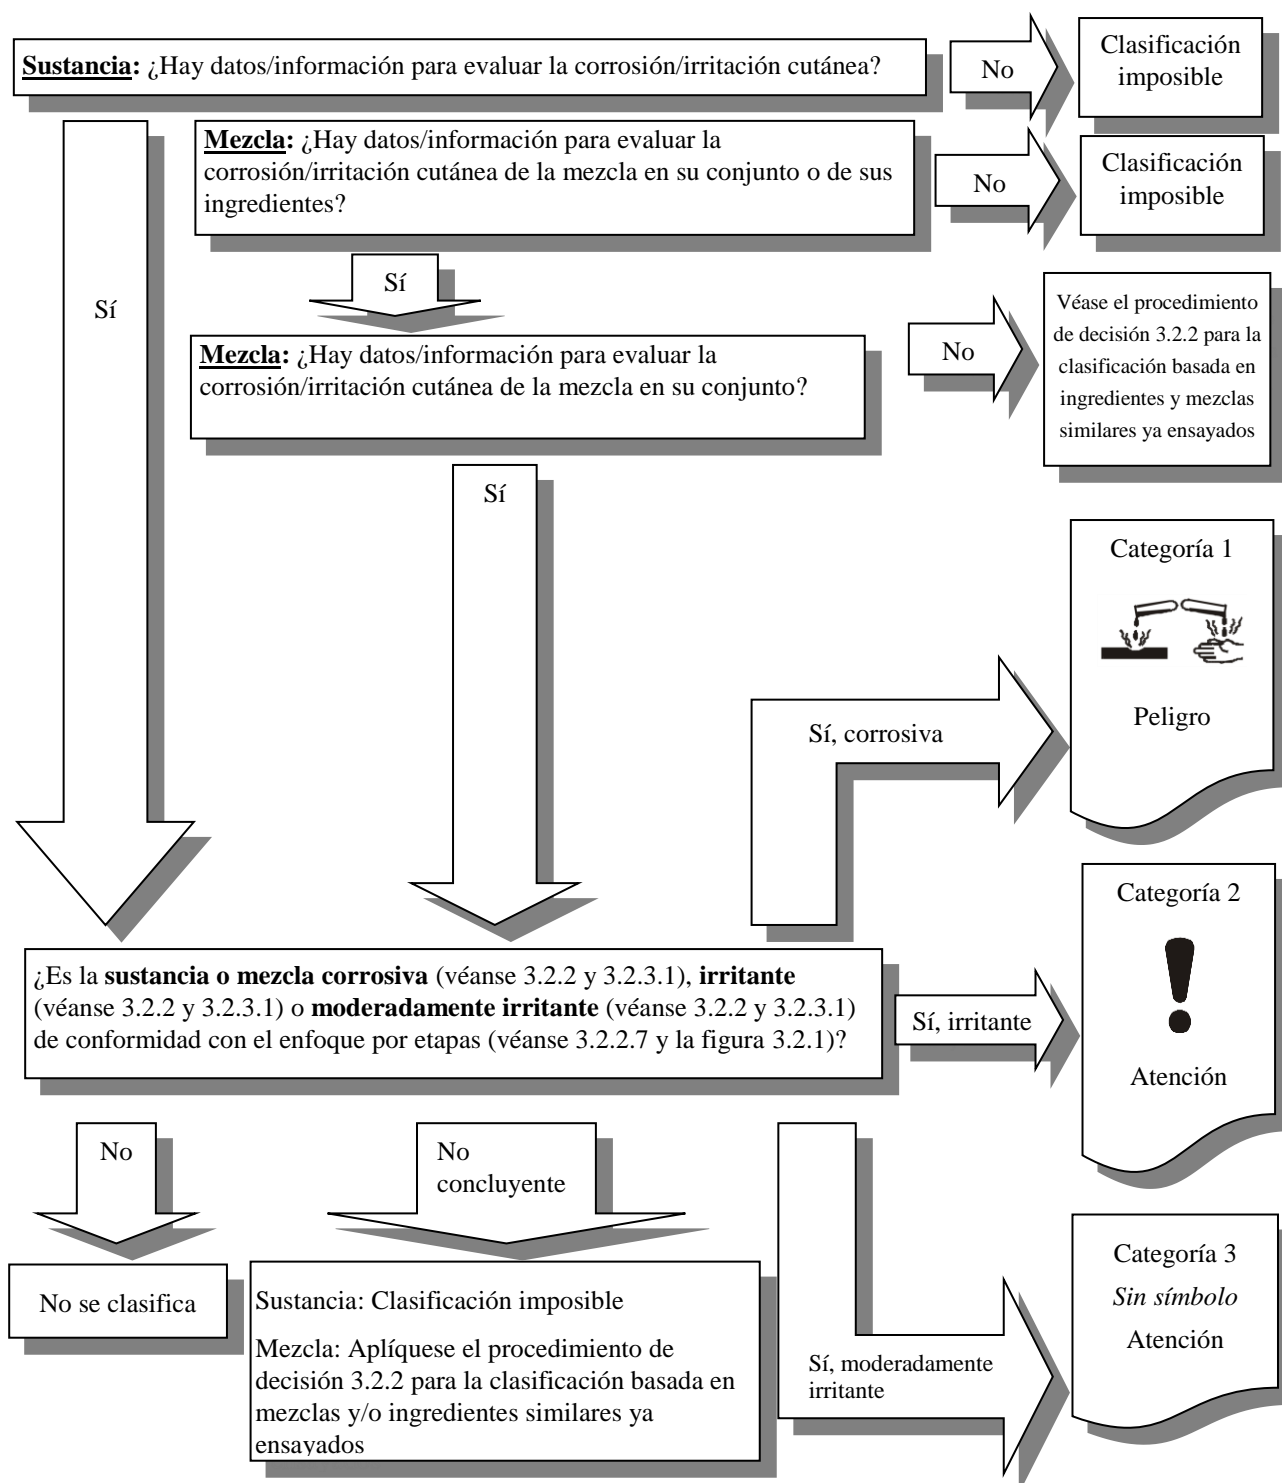 Sustancia: ¿Hay datos/información para evaluar la corrosión/irritación cutánea?
No
Clasificación
imposible
Mezcla: ¿Hay datos/información para evaluar la
corrosión/irritación cutánea de la mezcla en su conjunto o de sus
ingredientes?
No
Clasificación
imposible
Sí
Sí
Mezcla: ¿Hay datos/información para evaluar la
corrosión/irritación cutánea de la mezcla en su conjunto?
No
Véase el procedimiento
de decisión 3.2.2 para la
clasificación basada en
ingredientes y mezclas
similares ya ensayados
Sí
Categoría 1
Peligro
Sí, corrosiva
Categoría 2
Atención
¿Es la sustancia o mezcla corrosiva (véanse 3.2.2 y 3.2.3.1), irritante
(véanse 3.2.2 y 3.2.3.1) o moderadamente irritante (véanse 3.2.2 y 3.2.3.1)
de conformidad con el enfoque por etapas (véanse 3.2.2.7 y la figura 3.2.1)?
Sí, irritante
No
No
concluyente
No se clasifica
Sustancia: Clasificación imposible
Mezcla: Aplíquese el procedimiento de
decisión 3.2.2 para la clasificación basada en
mezclas y/o ingredientes similares ya
ensayados
Sí, moderadamente
irritante
Categoría 3
Sin símbolo
Atención